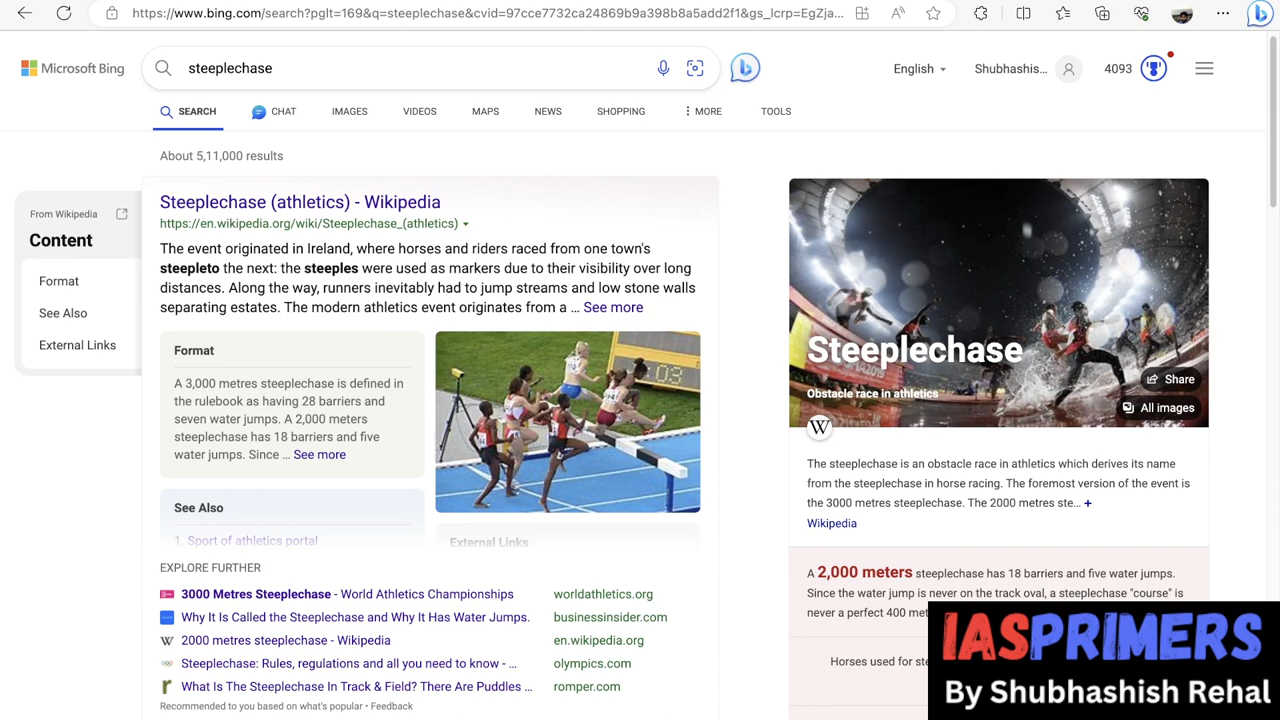 https://www.bing.com/search?pglt=169&q=steeplechase&cvid=97cce7732ca24869b9a398b8a5add2f1&gs_lcrp=EgZja...
Microsoft Bing
steeplechase
English
Shubhashis...
4093
SEARCH
CHAT
IMAGES
VIDEOS
MAPS
NEWS
SHOPPING
MORE
TOOLS
About 5,11,000 results
From Wikipedia
Content
Format
See Also
External Links
Steeplechase (athletics) - Wikipedia
https://en.wikipedia.org/wiki/Steeplechase_(athletics)
The event originated in Ireland, where horses and riders raced from one town's
steepleto the next: the steeples were used as markers due to their visibility over long
distances. Along the way, runners inevitably had to jump streams and low stone walls
separating estates. The modern athletics event originates from a ... See more
Format
A 3,000 metres steeplechase is defined in
the rulebook as having 28 barriers and
seven water jumps. A 2,000 meters
steeplechase has 18 barriers and five
water jumps. Since ... See more
See Also
1. Sport of athletics portal
External Links
EXPLORE FURTHER
3000 Metres Steeplechase - World Athletics Championships
worldathletics.org
Why It Is Called the Steeplechase and Why It Has Water Jumps.
businessinsider.com
2000 metres steeplechase - Wikipedia
en.wikipedia.org
Steeplechase: Rules, regulations and all you need to know - ...
olympics.com
What Is The Steeplechase In Track & Field? There Are Puddles ...
romper.com
Recommended to you based on what's popular • Feedback
Steeplechase
Obstacle race in athletics
Share
All images
W
The steeplechase is an obstacle race in athletics which derives its name
from the steeplechase in horse racing. The foremost version of the event is
the 3000 metres steeplechase. The 2000 metres ste... +
Wikipedia
A 2,000 meters steeplechase has 18 barriers and five water jumps.
Since the water jump is never on the track oval, a steeplechase "course" is
never a perfect 400 met
Horses used for ste
IASPRIMERS
By Shubhashish Rehal